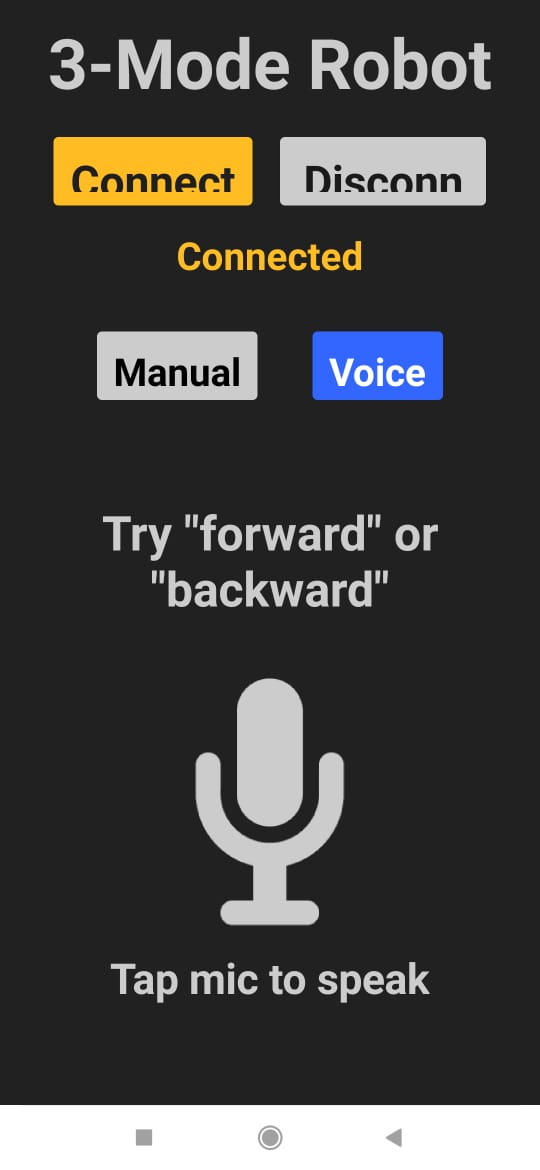 3-Mode Robot
Connect Disconn
Connected
Manual Voice
Try "forward" or
"backward"
Tap mic to speak